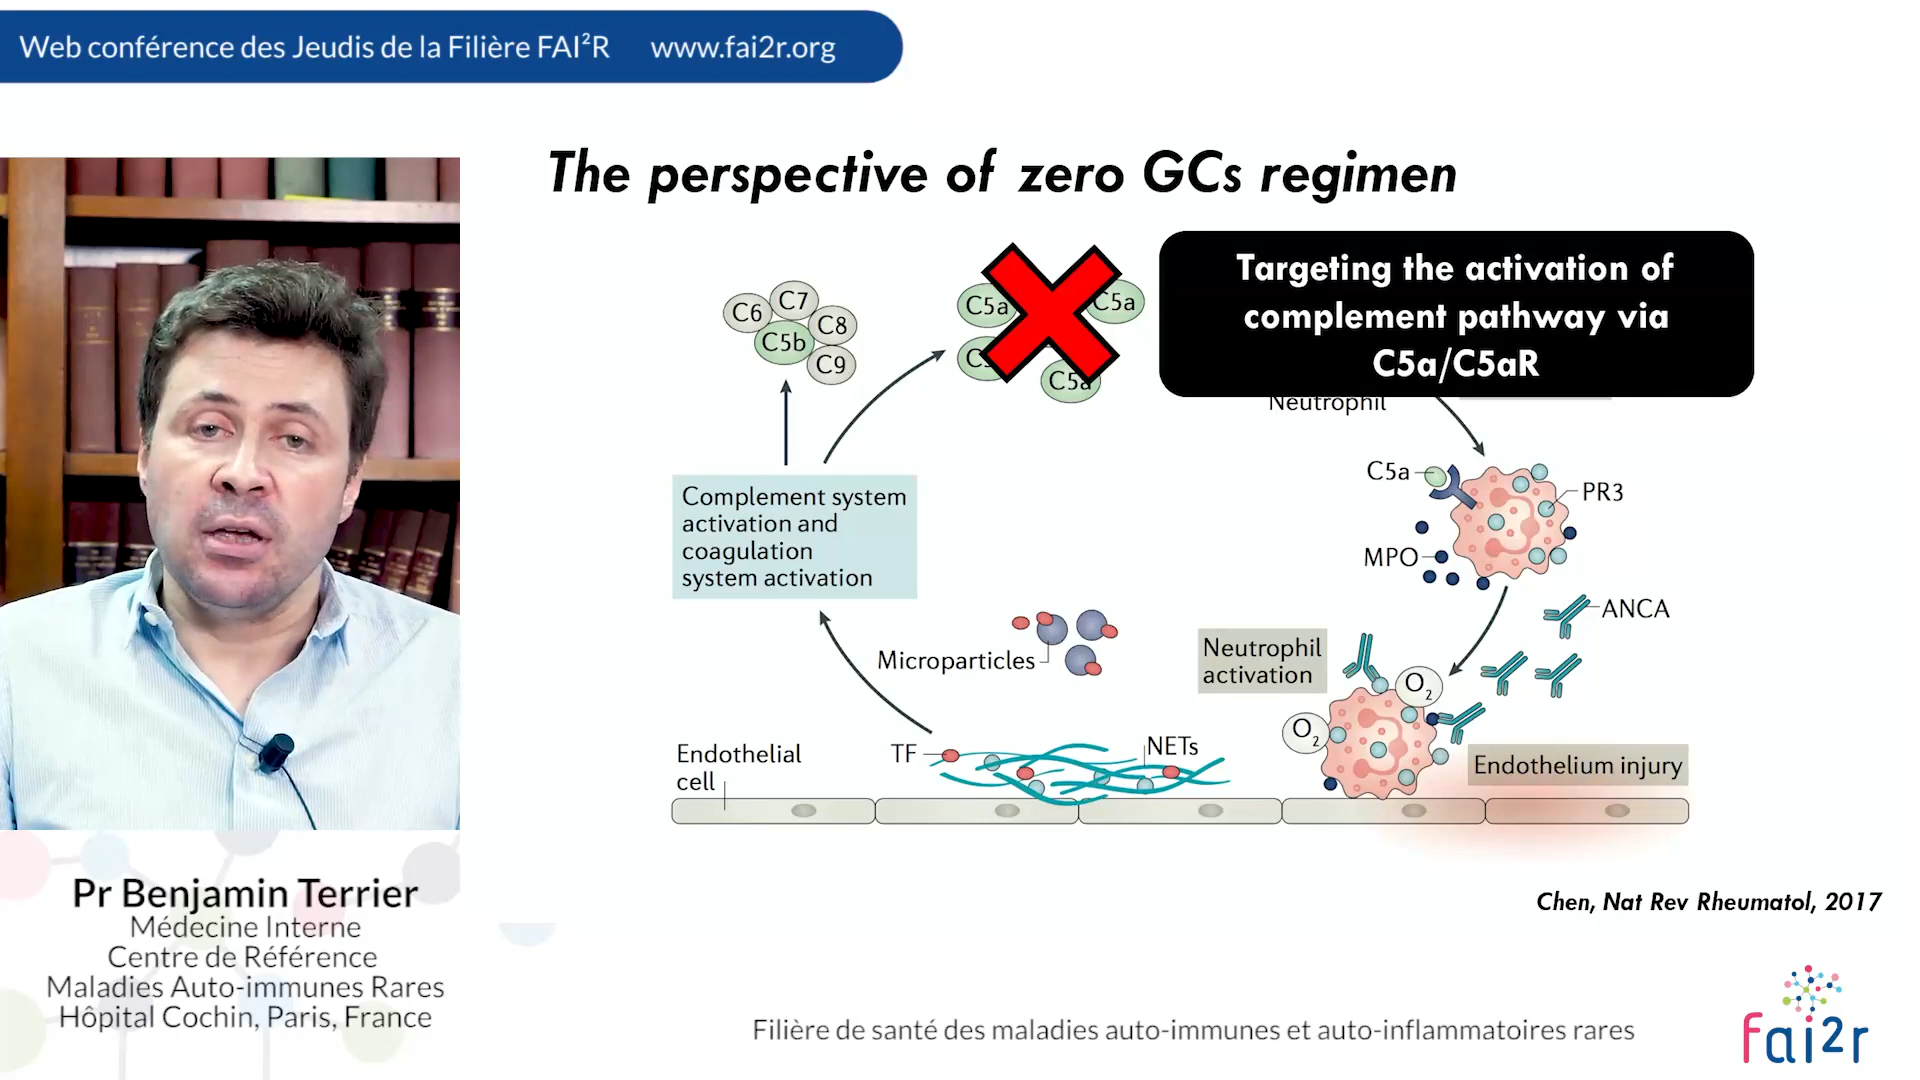 Web conférence des Jeudis de la Filière FAI²R www.fai2r.org
The perspective of zero GCs regimen
Targeting the activation of
complement pathway via
C5a/C5aR
C6
C7
C8
C5b
C9
C5a
C5a
C5a
Neutrophil
C5a
PR3
MPO
ANCA
Complement system
activation and
coagulation
system activation
Microparticles
Neutrophil
activation
O₂
O₂
Endothelial
cell
TF
NETs
Endothelium injury
Chen, Nat Rev Rheumatol, 2017
Pr Benjamin Terrier
Médecine Interne
Centre de Référence
Maladies Auto-immunes Rares
Hôpital Cochin, Paris, France
Filière de santé des maladies auto-immunes et auto-inflammatoires rares
fai2r